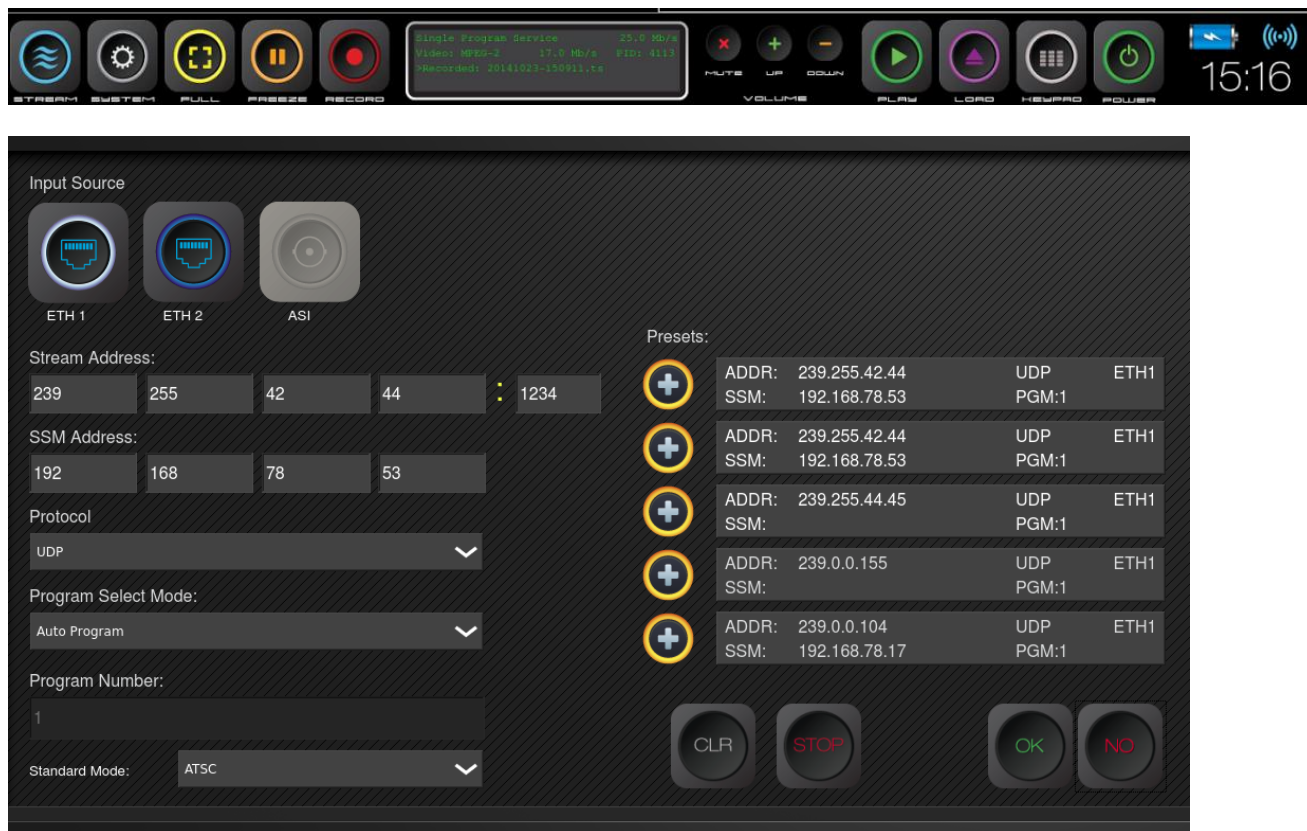 Single Program Service 25.0 Mb/s
Video: MPEG-2 17.0 Mb/s PID: 4113
>Recorded: 20141023-150911.ts
STREAM SYSTEM FULL FREEZE RECORD MUTE UP DOWN VOLUME PLAY LOAD KEYPAD POWER 15:16
Input Source
ETH 1 ETH 2 ASI
Stream Address:
239 255 42 44 : 1234
SSM Address:
192 168 78 53
Protocol
UDP
Program Select Mode:
Auto Program
Program Number:
1
Standard Mode: ATSC
Presets:
ADDR: 239.255.42.44 UDP ETH1
SSM: 192.168.78.53 PGM:1
ADDR: 239.255.42.44 UDP ETH1
SSM: 192.168.78.53 PGM:1
ADDR: 239.255.44.45 UDP ETH1
SSM: PGM:1
ADDR: 239.0.0.155 UDP ETH1
SSM: PGM:1
ADDR: 239.0.0.104 UDP ETH1
SSM: 192.168.78.17 PGM:1
CLR STOP OK NO